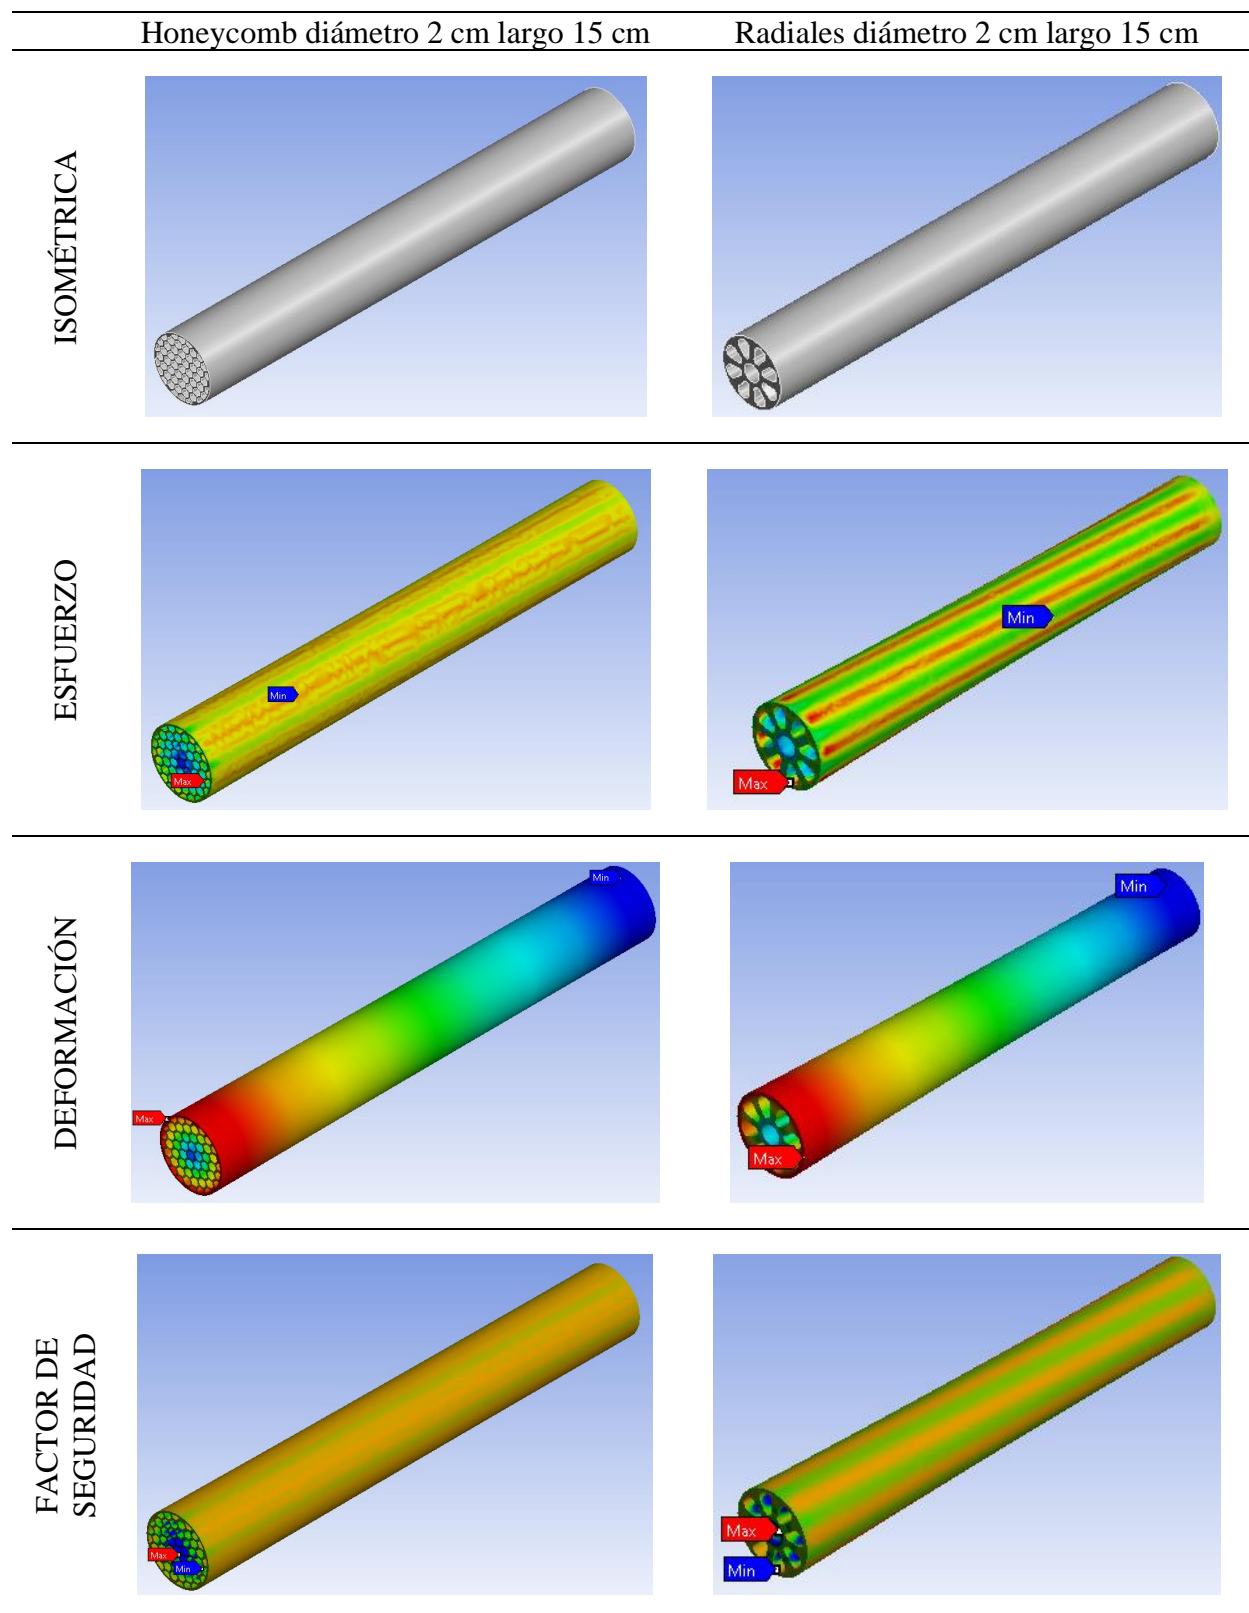 Honeycomb diámetro 2 cm largo 15 cm
Radiales diámetro 2 cm largo 15 cm
ISOMÉTRICA
ESFUERZO
Min
Max
Min
Max
DEFORMACIÓN
Min
Max
Min
Max
FACTOR DE
SEGURIDAD
Max
Min
Max
Min